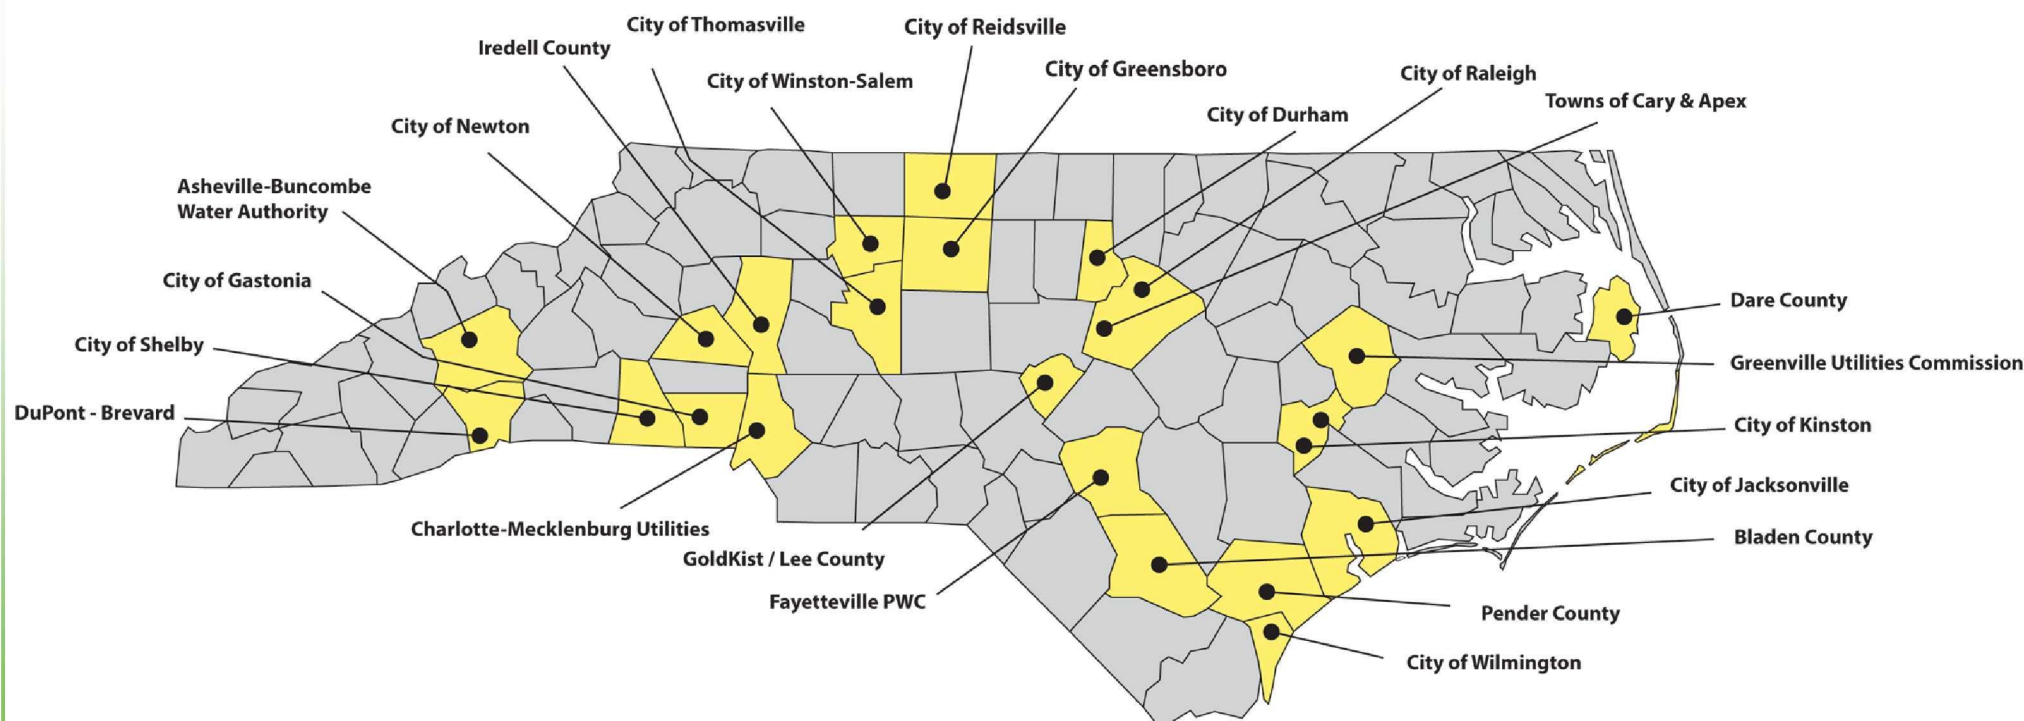 City of Thomasville
City of Reidsville
Iredell County
City of Winston-Salem
City of Greensboro
City of Raleigh
Towns of Cary & Apex
City of Durham
City of Newton
Asheville-Buncombe
Water Authority
City of Gastonia
Dare County
City of Shelby
Greenville Utilities Commission
DuPont - Brevard
City of Kinston
City of Jacksonville
Charlotte-Mecklenburg Utilities
Bladen County
GoldKist / Lee County
Fayetteville PWC
Pender County
City of Wilmington